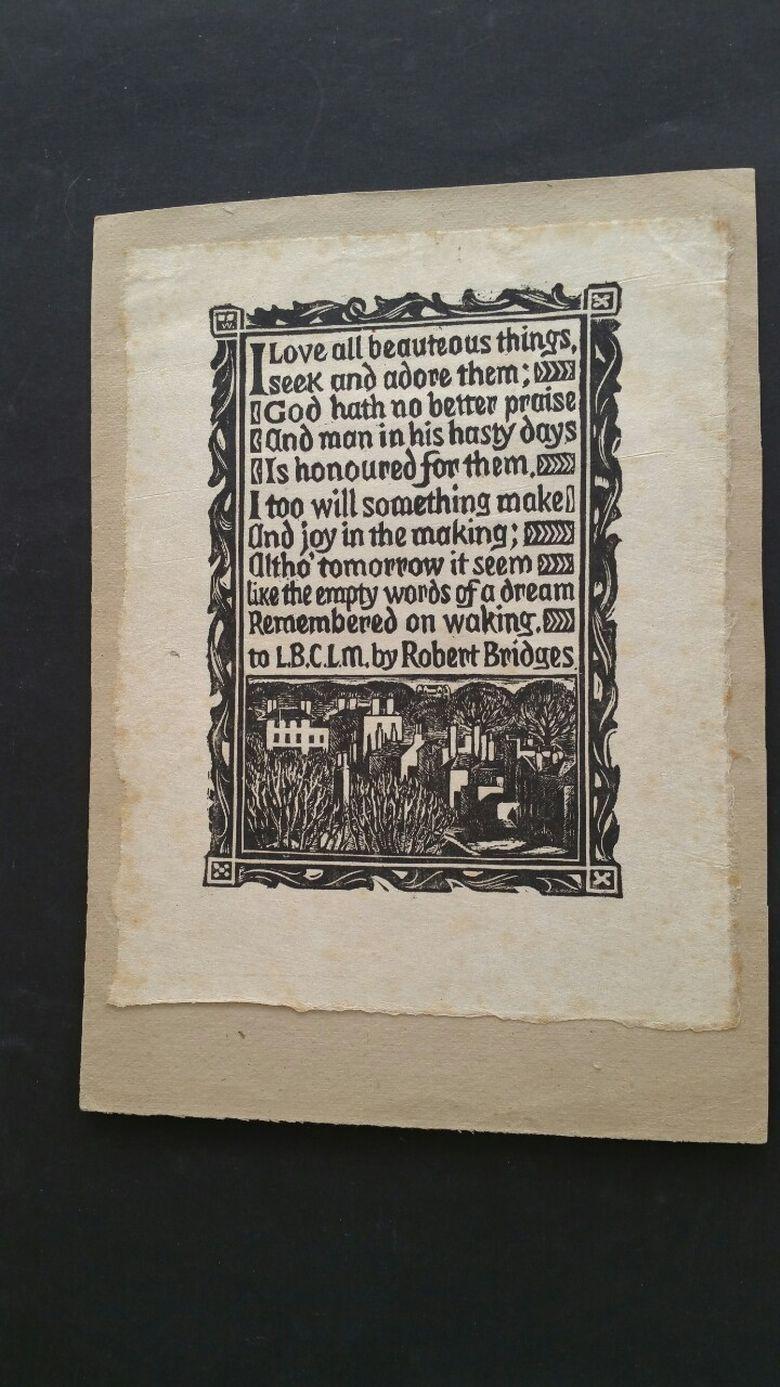 I Love all beauteous things,
seek and adore them;
God hath no better praise
And man in his hasty days
Is honoured for them.
I too will something make
And joy in the making;
Altho' tomorrow it seem
like the empty words of a dream
Remembered on waking.
to L.B.C.L.M. by Robert Bridges